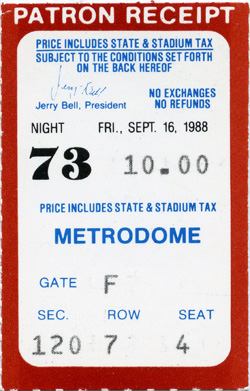 PATRON RECEIPT
PRICE INCLUDES STATE & STADIUM TAX
SUBJECT TO THE CONDITIONS SET FORTH
ON THE BACK HEREOF
Jerry Bell
Jerry Bell, President
NO EXCHANGES
NO REFUNDS
NIGHT FRI., SEPT. 16, 1988
73 10.00
PRICE INCLUDES STATE & STADIUM TAX
METRODOME
GATE F
SEC. ROW SEAT
120 7 4